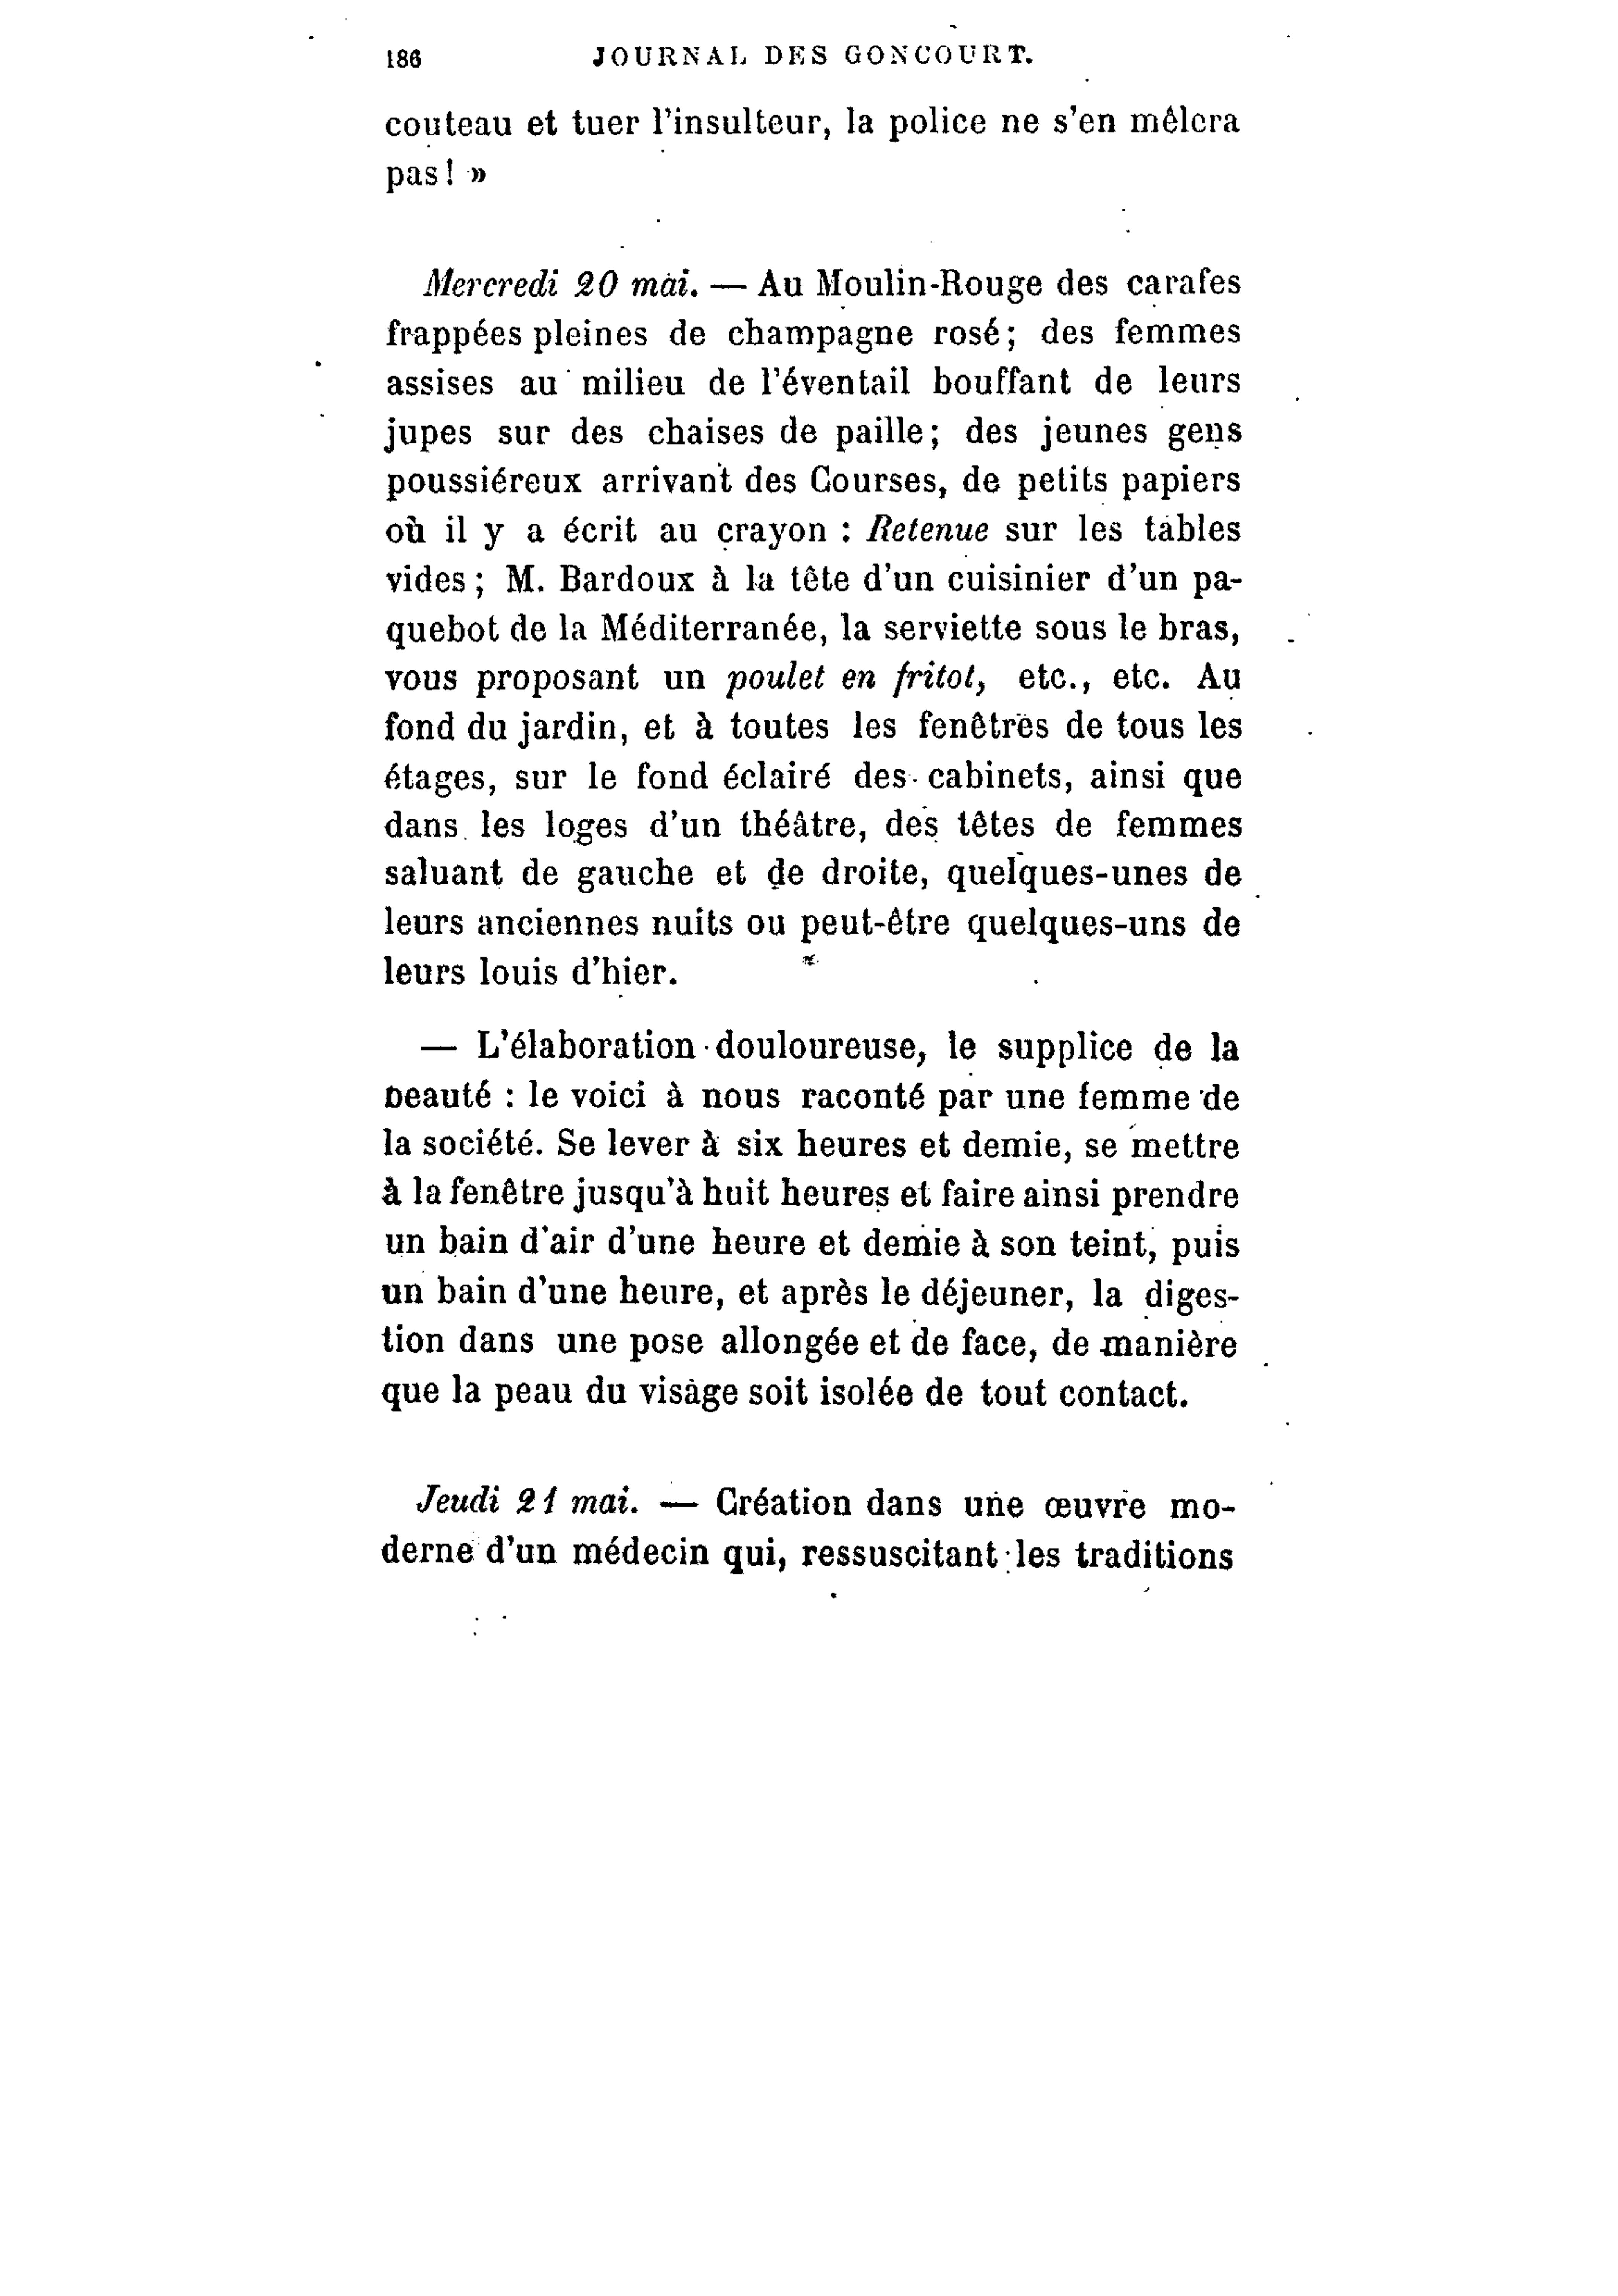 186 JOURNAL DES GONCOURT.
couteau et tuer l'insulteur, la police ne s'en mêlera
pas! »
Mercredi 20 mai. — Au Moulin-Rouge des carafes
frappées pleines de champagne rosé; des femmes
assises au milieu de l'éventail bouffant de leurs
jupes sur des chaises de paille; des jeunes gens
poussiéreux arrivant des Courses, de petits papiers
où il y a écrit au crayon : Retenue sur les tables
vides; M. Bardoux à la tête d'un cuisinier d'un pa-
quebot de la Méditerranée, la serviette sous le bras,
vous proposant un poulet en fritot, etc., etc. Au
fond du jardin, et à toutes les fenêtres de tous les
étages, sur le fond éclairé des cabinets, ainsi que
dans les loges d'un théâtre, des têtes de femmes
saluant de gauche et de droite, quelques-unes de
leurs anciennes nuits ou peut-être quelques-uns de
leurs louis d'hier.
— L'élaboration douloureuse, le supplice de la
beauté : le voici à nous raconté par une femme de
la société. Se lever à six heures et demie, se mettre
à la fenêtre jusqu'à huit heures et faire ainsi prendre
un bain d'air d'une heure et demie à son teint, puis
un bain d'une heure, et après le déjeuner, la diges-
tion dans une pose allongée et de face, de manière
que la peau du visage soit isolée de tout contact.
Jeudi 21 mai. — Création dans une œuvre mo-
derne d'un médecin qui, ressuscitant les traditions